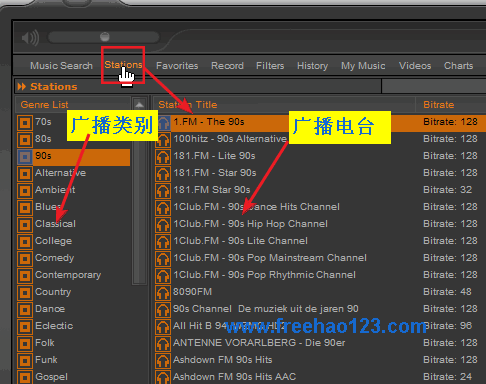 Music Search Stations Favorites Record Filters History My Music Videos Charts
Stations
Genre List Station Title Bitrate
70s 1.FM - The 90s Bitrate: 128
80s 100hitz - 90s Alternative Bitrate: 128
90s 181.FM - Lite 90s Bitrate: 128
Alternative 181.FM - Star 90s Bitrate: 128
Ambient 181.FM Star 90s Bitrate: 32
Blues 1Club.FM - 90s Dance Hits Channel Bitrate: 128
Classical 1Club.FM - 90s Hip Hop Channel Bitrate: 128
College 1Club.FM - 90s Lite Channel Bitrate: 128
Comedy 1Club.FM - 90s Pop Mainstream Channel Bitrate: 128
Contemporary 1Club.FM - 90s Pop Rhythmic Channel Bitrate: 128
Country 8090FM Bitrate: 48
Dance 90s Channel De muziek uit de jaren 90 Bitrate: 128
Eclectic All Hit B 94 Bitrate: 96
Folk ANTENNE VORARLBERG - Die 90er Bitrate: 128
Funk Ashdown FM 90s Hits Bitrate: 128
Gospel Ashdown FM 90s Hits AAC Bitrate: 24
广播类别
广播电台
www.freehao123.com